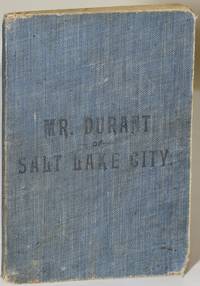 MR. DURANT
OF
SALT LAKE CITY.